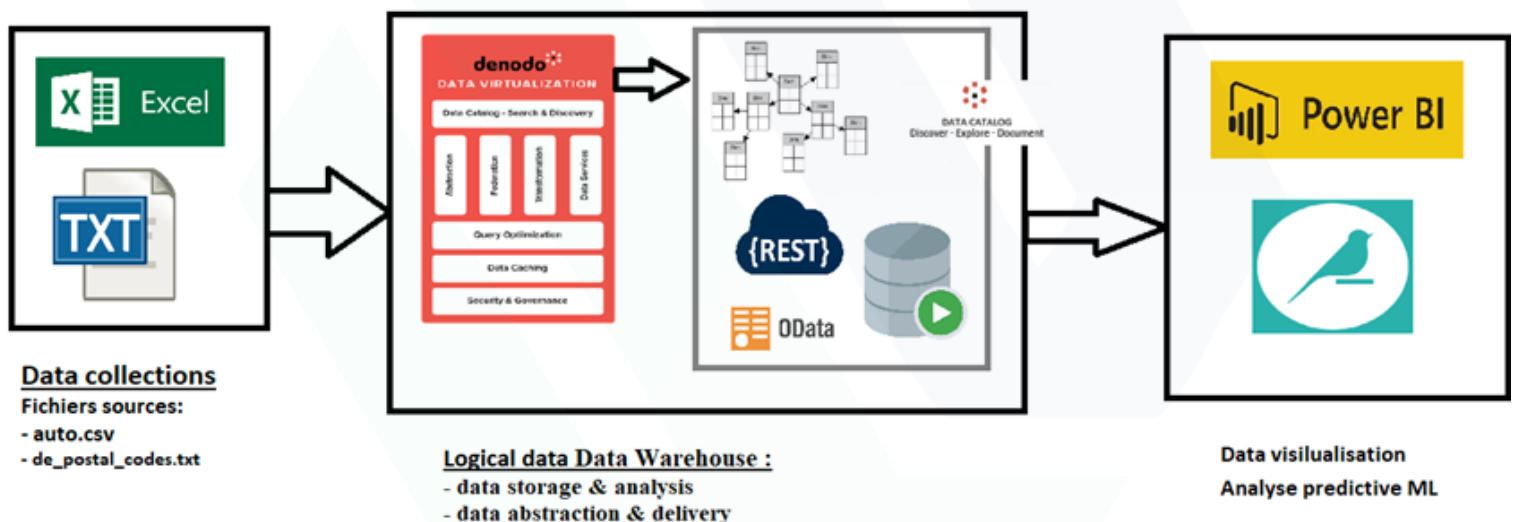 Excel
TXT
Data collections
Fichiers sources:
- auto.csv
- de_postal_codes.txt
denodo
DATA VIRTUALIZATION
Data Catalog - Search & Discovery
Abstraction
Federation
Transformation
Data Services
Query Optimization
Data Caching
Security & Governance
DATA CATALOG
Discover - Explore - Document
{REST}
OData
Logical data Data Warehouse :
- data storage & analysis
- data abstraction & delivery
Power BI
Data visilualisation
Analyse predictive ML